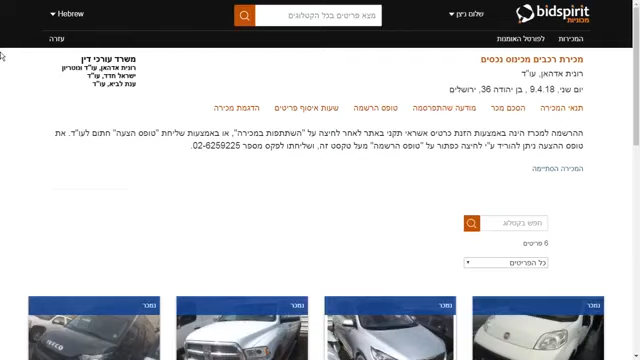 bidspirit
מכוניות
שלום ניצן
מצא פריטים בכל הקטלוגים
Hebrew
המכירות
לפורטל האומנות
עזרה
מכירת רכבים מכינוס נכסים
רונית אדהאן, עו"ד
יום שני, 9.4.18 , בן יהודה 36, ירושלים
משרד עורכי דין
רונית אדהאן, עו"ד ונוטריון
ישראל חדד, עו"ד
ענת לביא, עו"ד
תנאי המכירה
הסכם מכר
מודעה שהתפרסמה
טופס הרשמה
שעות איסוף פריטים
הדגמת מכירה
ההרשמה למכרז הינה באמצעות הזנת כרטיס אשראי תקני באתר לאחר לחיצה על "השתתפות במכירה", או באמצעות שליחת "טופס הצעה" חתום לעו"ד. את
טופס ההצעה ניתן להוריד ע"י לחיצה כפתור על "טופס הרשמה" מעל טקסט זה, ושליחתו לפקס מספר 02-6259225.
המכירה הסתיימה
חפש בקטלוג
6 פריטים
כל הפריטים
נמכר
נמכר
נמכר
נמכר
IVECO